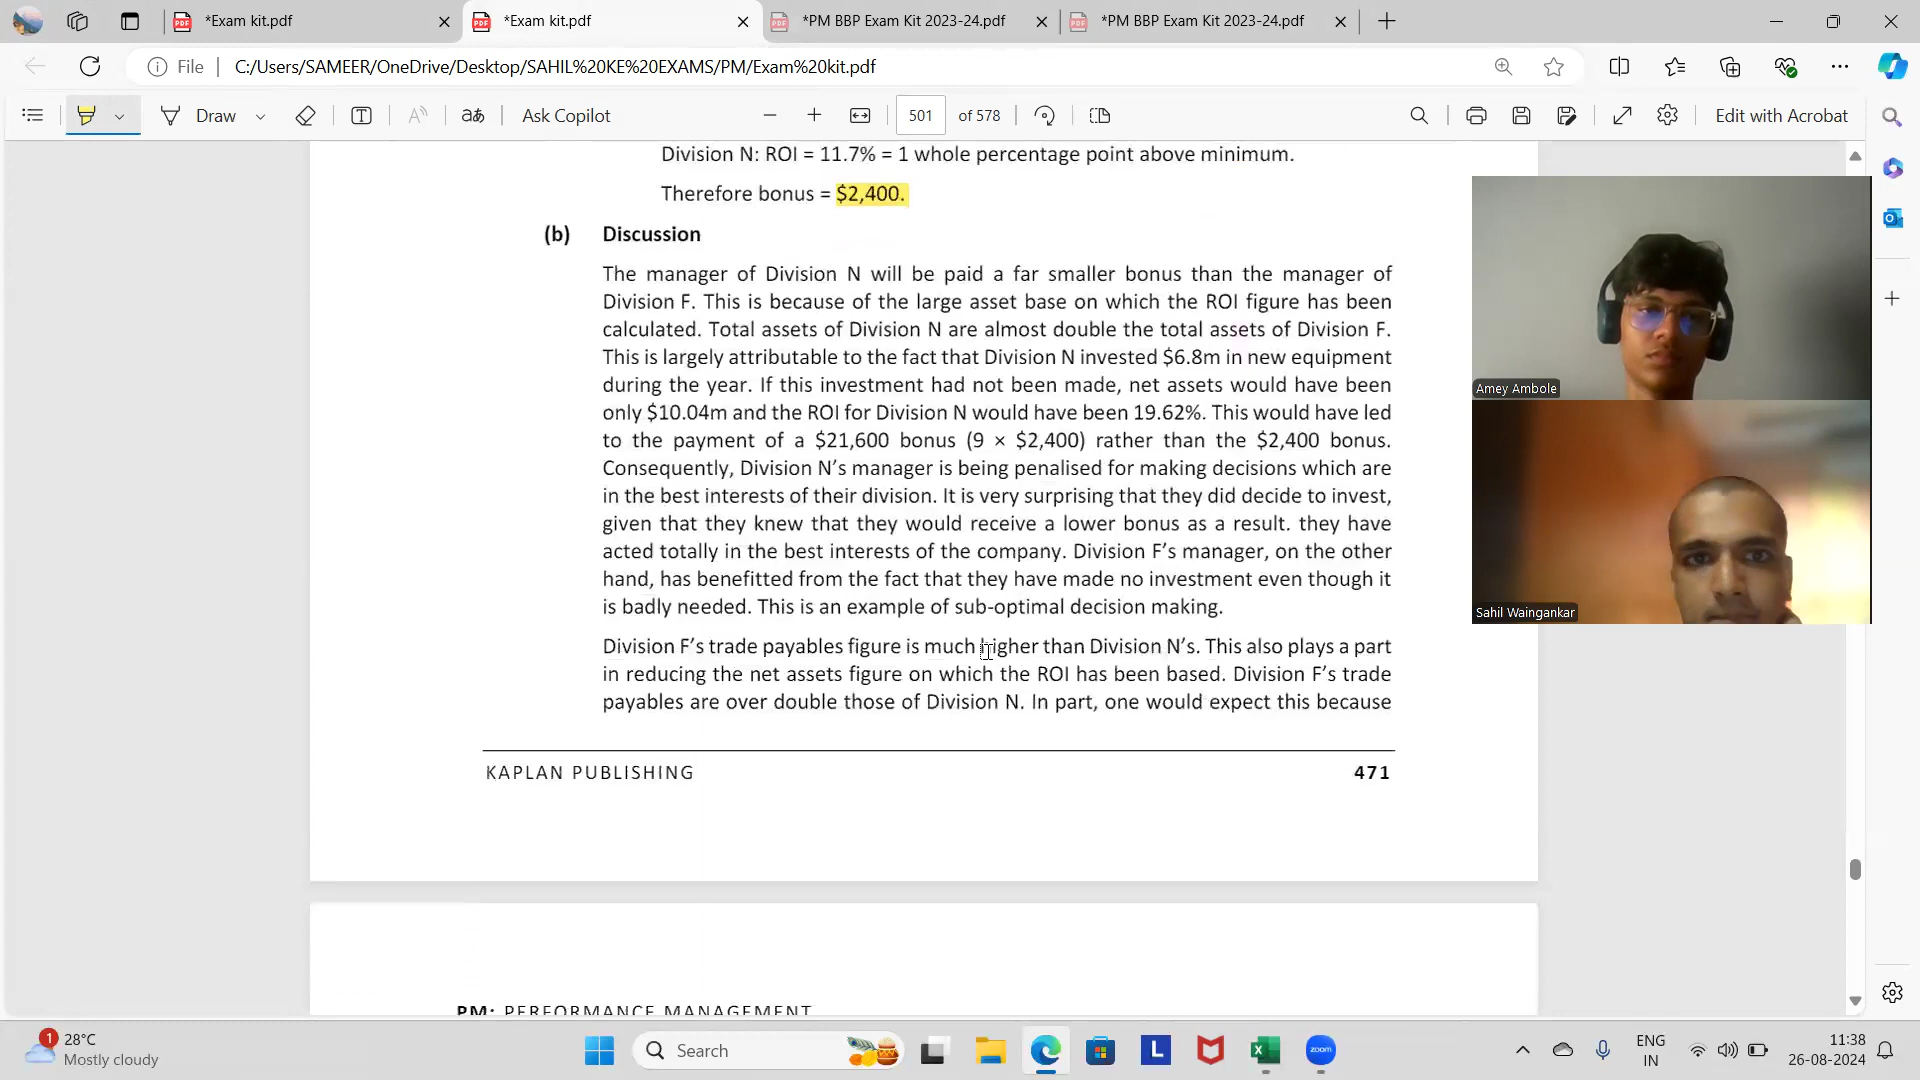 *Exam kit.pdf
*Exam kit.pdf
*PM BBP Exam Kit 2023-24.pdf
*PM BBP Exam Kit 2023-24.pdf
File
C:/Users/SAMEER/OneDrive/Desktop/SAHIL%20KE%20EXAMS/PM/Exam%20kit.pdf
Draw
aあ
Ask Copilot
501
of 578
Edit with Acrobat
Division N: ROI = 11.7% = 1 whole percentage point above minimum.
Therefore bonus = $2,400.
(b) Discussion
The manager of Division N will be paid a far smaller bonus than the manager of
Division F. This is because of the large asset base on which the ROI figure has been
calculated. Total assets of Division N are almost double the total assets of Division F.
This is largely attributable to the fact that Division N invested $6.8m in new equipment
during the year. If this investment had not been made, net assets would have been
only $10.04m and the ROI for Division N would have been 19.62%. This would have led
to the payment of a $21,600 bonus (9 × $2,400) rather than the $2,400 bonus.
Consequently, Division N’s manager is being penalised for making decisions which are
in the best interests of their division. It is very surprising that they did decide to invest,
given that they knew that they would receive a lower bonus as a result. they have
acted totally in the best interests of the company. Division F’s manager, on the other
hand, has benefitted from the fact that they have made no investment even though it
is badly needed. This is an example of sub-optimal decision making.
Division F’s trade payables figure is much higher than Division N’s. This also plays a part
in reducing the net assets figure on which the ROI has been based. Division F’s trade
payables are over double those of Division N. In part, one would expect this because
KAPLAN PUBLISHING
471
PM: PERFORMANCE MANAGEMENT
Amey Ambole
Sahil Waingankar
1
28°C
Mostly cloudy
Search
L
zoom
ENG
IN
11:38
26-08-2024